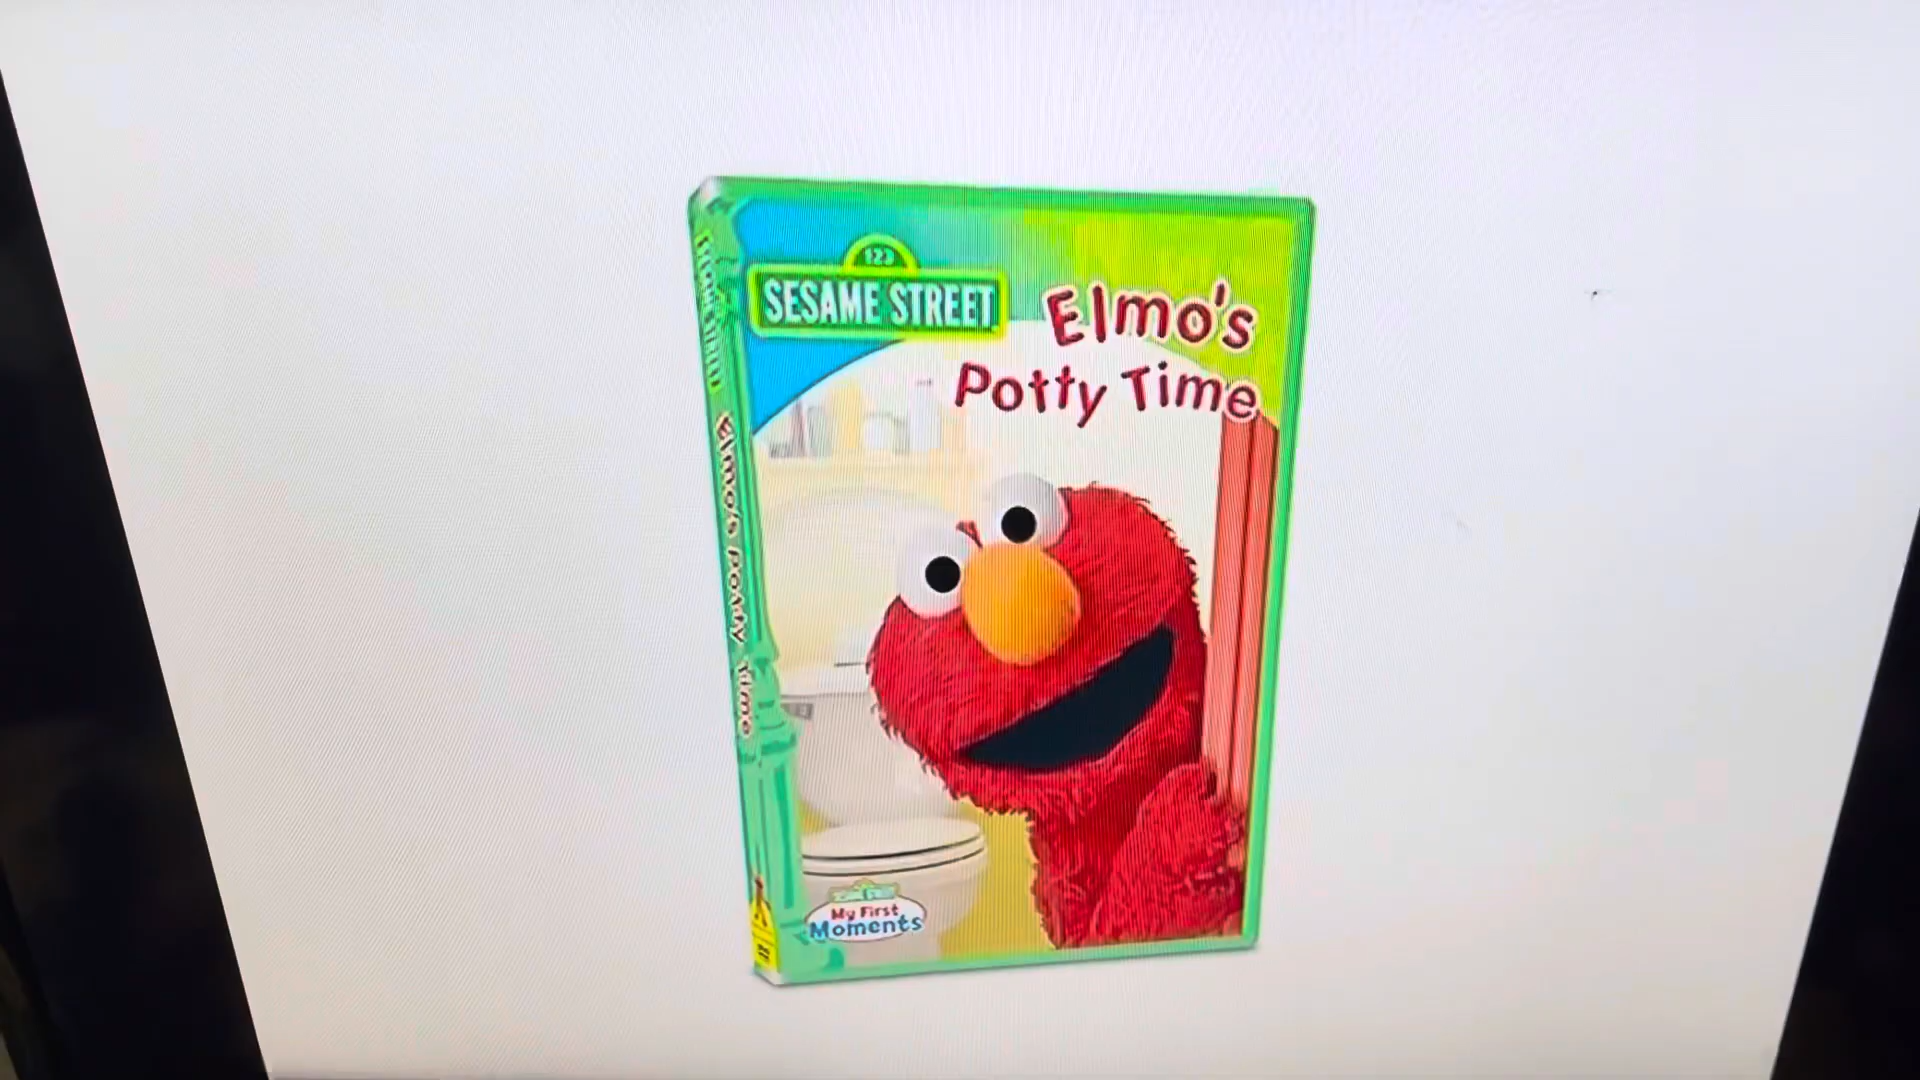 123
SESAME STREET
Elmo's
Potty Time
Elmo's Potty Time
My First
Moments